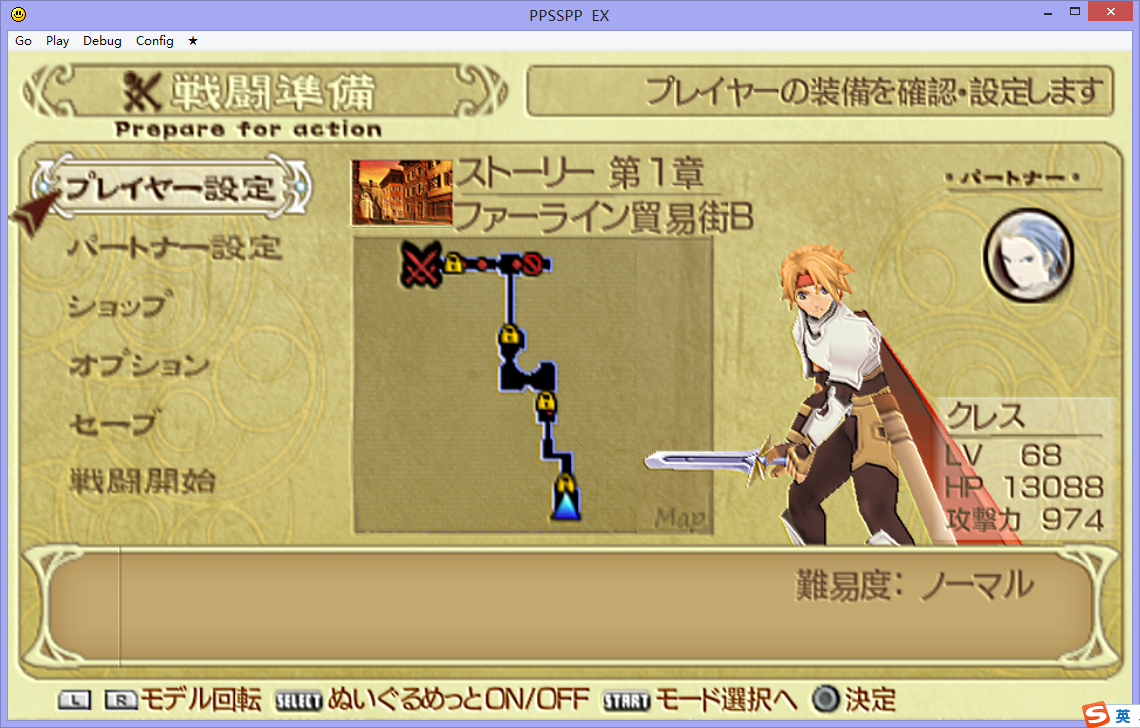 PPSSPP EX
Go Play Debug Config ★
戦闘準備
Prepare for action
プレイヤーの装備を確認・設定します
プレイヤー設定
パートナー設定
ショップ
オプション
セーブ
戦闘開始
ストーリー 第1章
ファーライン貿易街B
Map
・パートナー・
クレス
LV 68
HP 13088
攻撃力 974
難易度: ノーマル
L R モデル回転 SELECT ぬいぐるめっとON/OFF START モード選択へ 決定
S 英